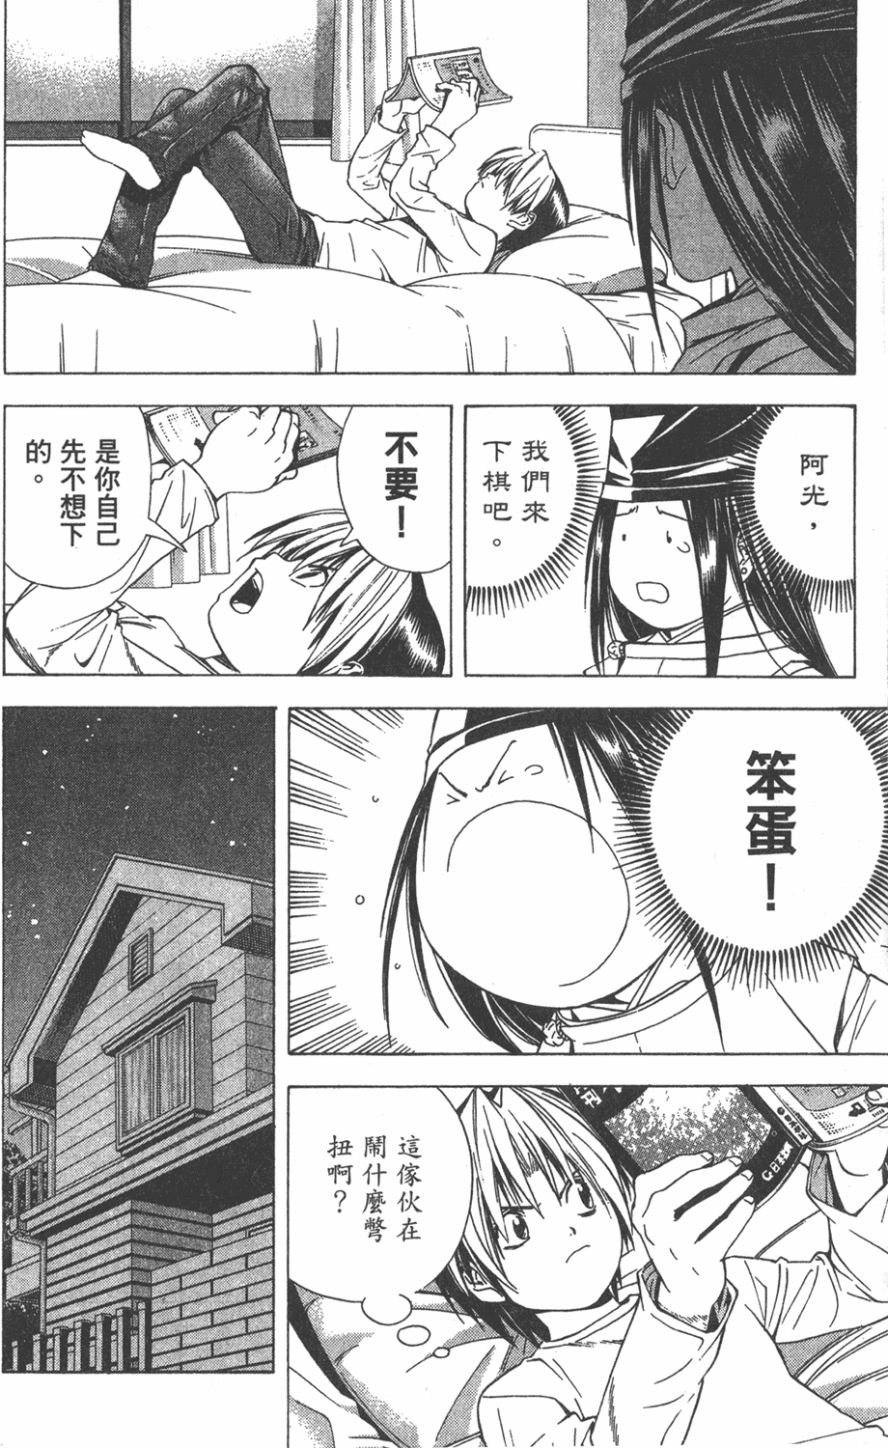 阿光，
我們來
下棋吧。
不要！
是你自己
先不想下
的。
笨蛋！
這傢伙在
鬧什麼彆
扭啊？